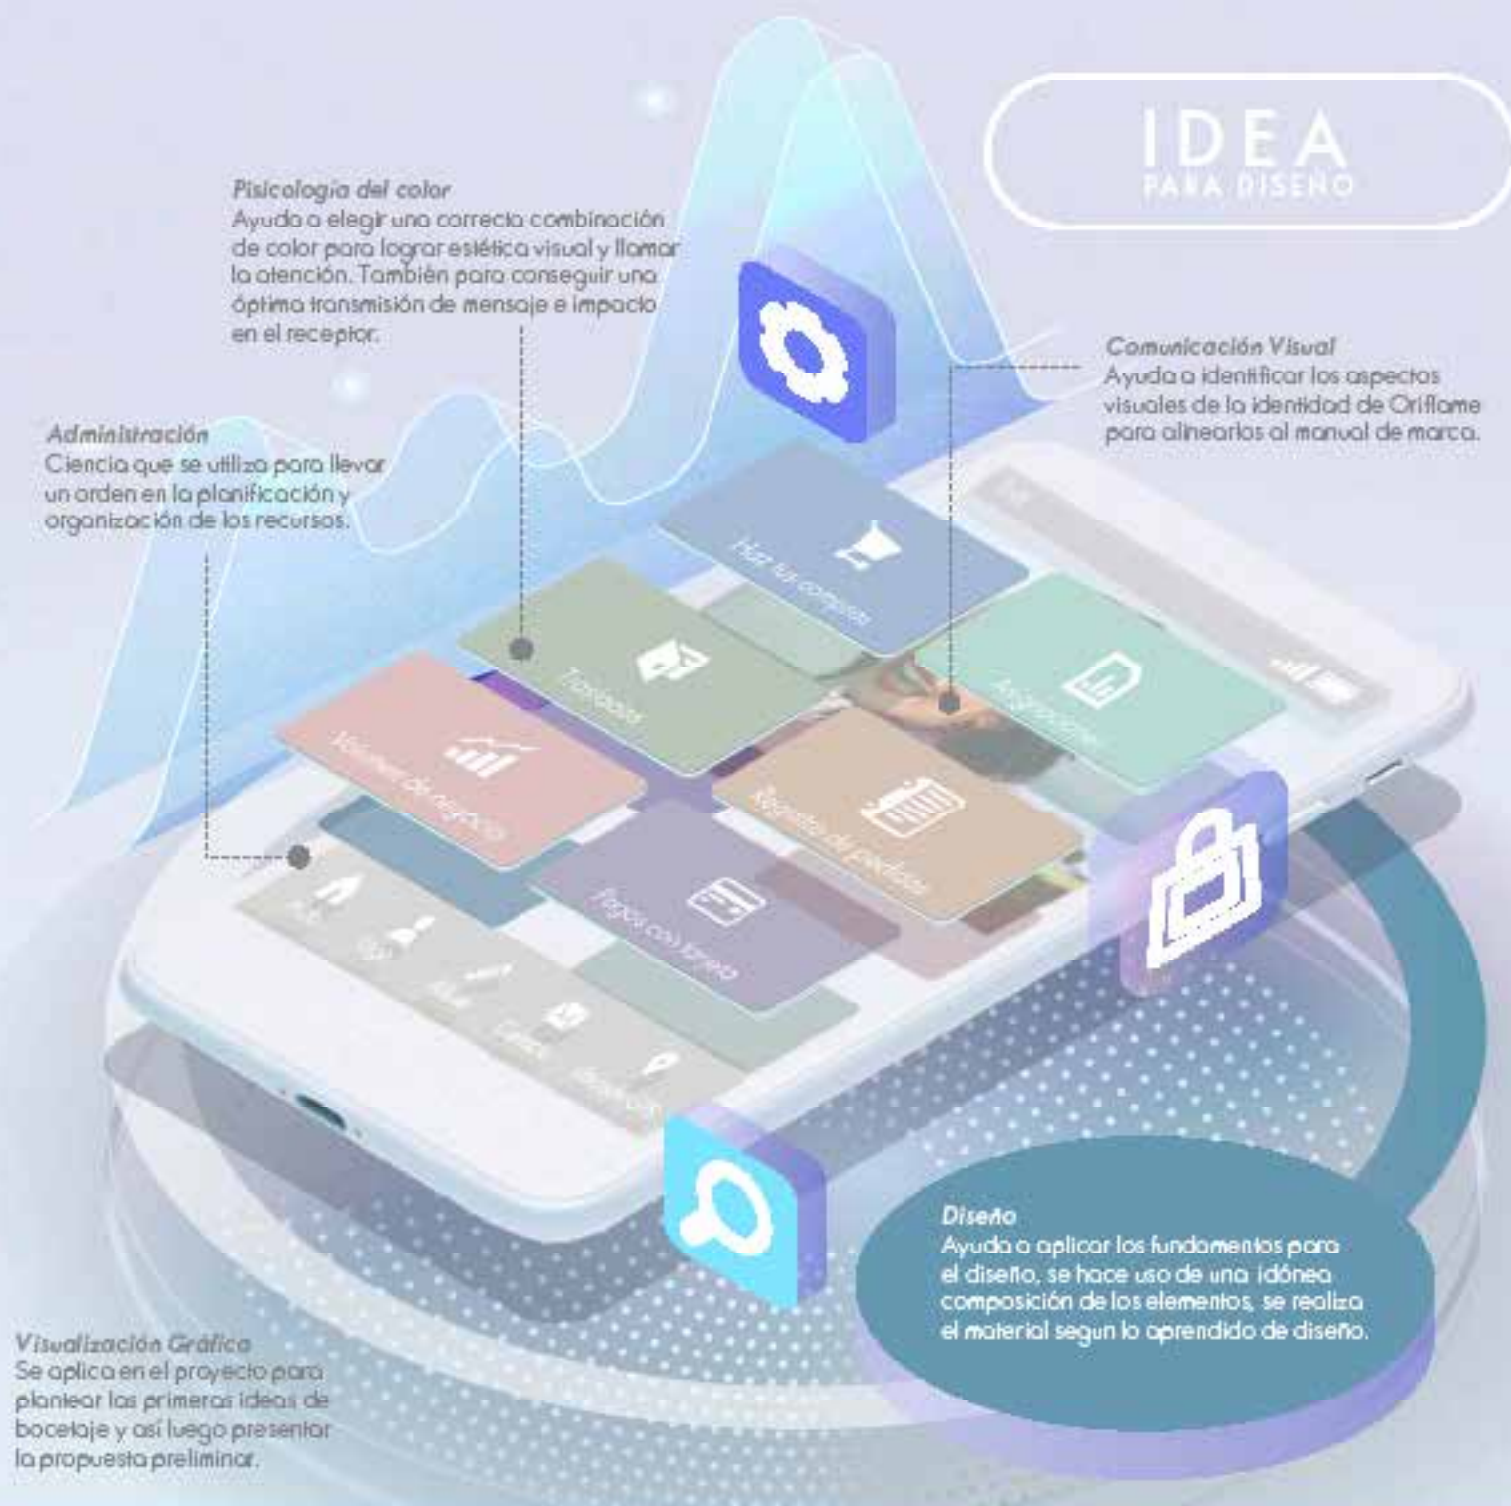 IDEA
PARA DISEÑO
Pisicología del color
Ayuda a elegir una correcta combinación
de color para lograr estética visual y llamar
la atención. También para conseguir una
óptima transmisión de mensaje e impacto
en el receptor.
Comunicación Visual
Ayuda a identificar los aspectos
visuales de la identidad de Oriflame
para alinearlos al manual de marca.
Administración
Ciencia que se utiliza para llevar
un orden en la planificación y
organización de los recursos.
Haz tus compras
Traslados
Volumen de negocio
Registro de pedidos
Pagos con tarjeta
Diseño
Ayuda a aplicar los fundamentos para
el diseño, se hace uso de una idónea
composición de los elementos, se realiza
el material segun lo aprendido de diseño.
Visualización Gráfica
Se aplica en el proyecto para
plantear las primeras ideas de
bocetaje y así luego presentar
la propuesta preliminar.